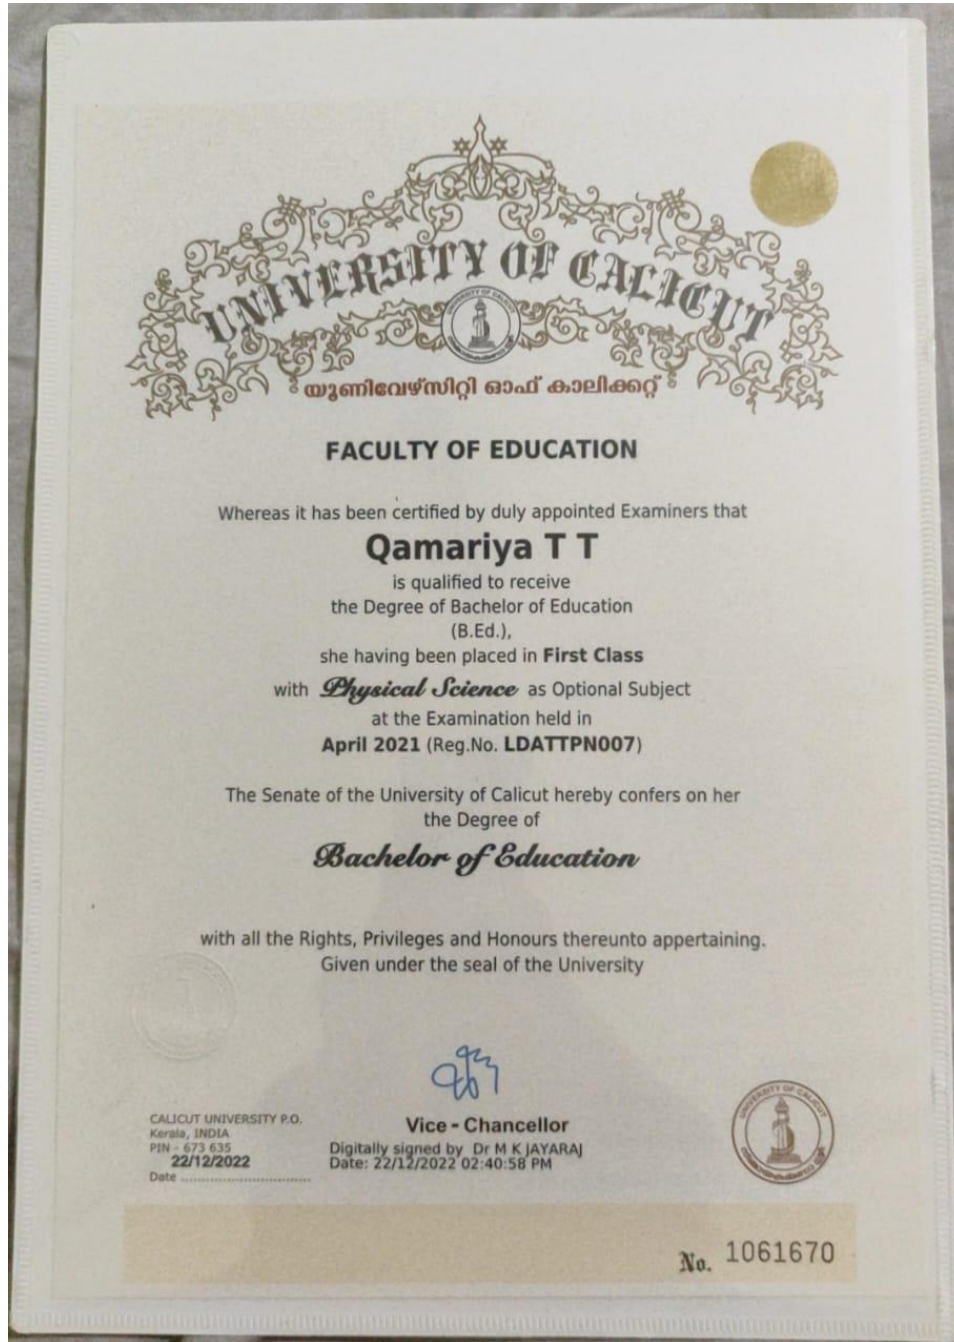 UNIVERSITY OF CALICUT
UNIVERSITY OF CALICUT
യൂണിവേഴ്സിറ്റി ഓഫ് കാലിക്കറ്റ്
FACULTY OF EDUCATION
Whereas it has been certified by duly appointed Examiners that
Qamariya T T
is qualified to receive
the Degree of Bachelor of Education
(B.Ed.),
she having been placed in First Class
with Physical Science as Optional Subject
at the Examination held in
April 2021 (Reg.No. LDATTPN007)
The Senate of the University of Calicut hereby confers on her
the Degree of
Bachelor of Education
with all the Rights, Privileges and Honours thereunto appertaining.
Given under the seal of the University
CALICUT UNIVERSITY P.O.
Kerala, INDIA
PIN - 673 635
22/12/2022
Date ................................
Vice - Chancellor
Digitally signed by Dr M K JAYARAJ
Date: 22/12/2022 02:40:58 PM
UNIVERSITY OF CALICUT
No. 1061670